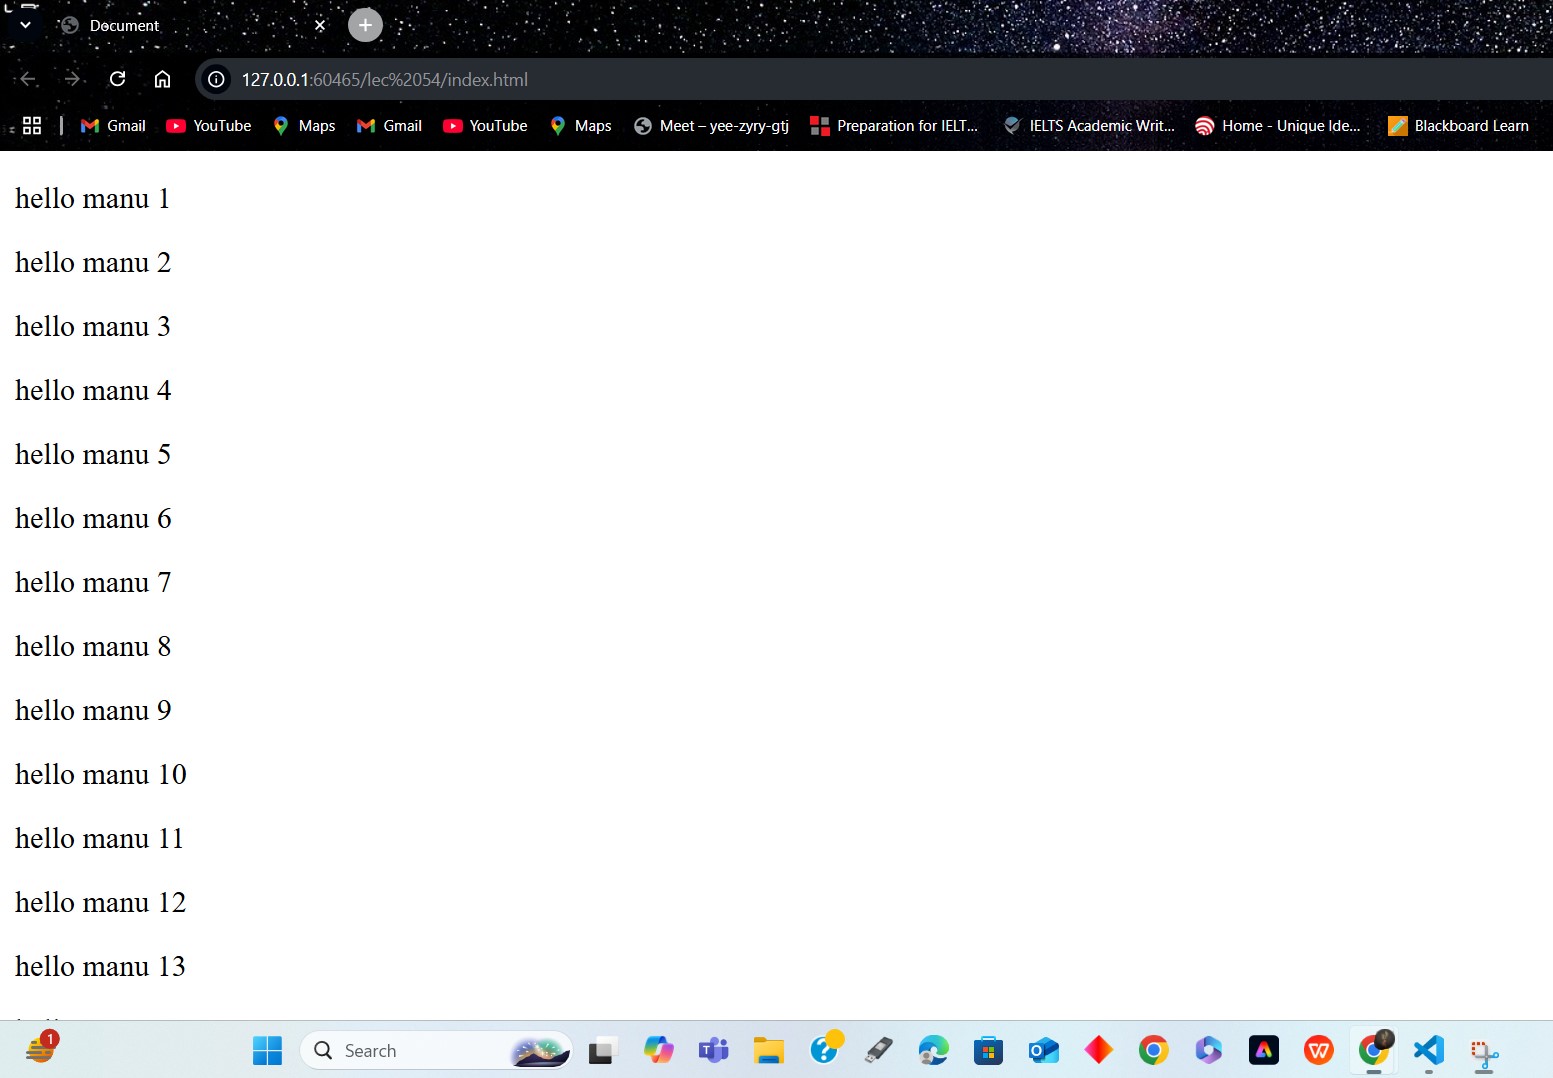 Document
127.0.0.1:60465/lec%2054/index.html
Gmail YouTube Maps Gmail YouTube Maps Meet – yee-zyry-gtj Preparation for IELT... IELTS Academic Writ... Home - Unique Ide... Blackboard Learn
hello manu 1
hello manu 2
hello manu 3
hello manu 4
hello manu 5
hello manu 6
hello manu 7
hello manu 8
hello manu 9
hello manu 10
hello manu 11
hello manu 12
hello manu 13
1 Search